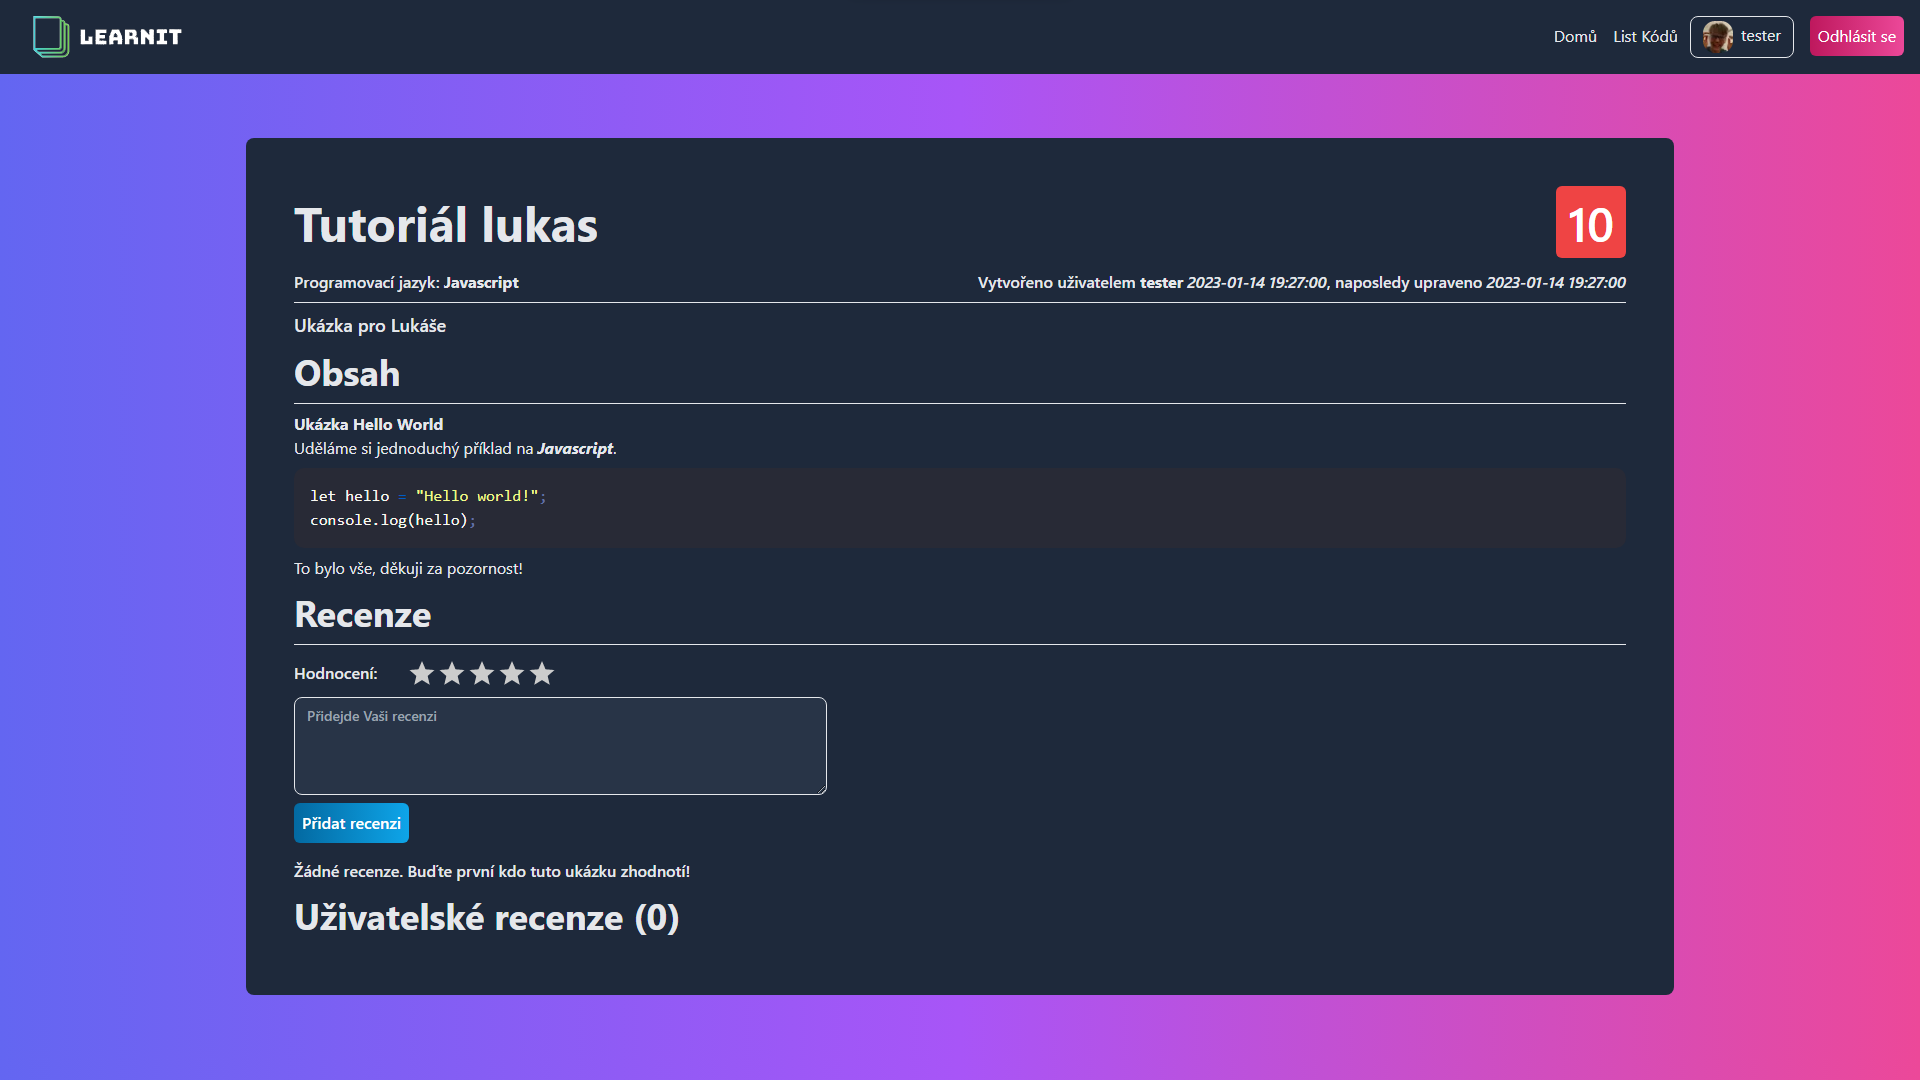 LEARNIT
Domů List Kódů tester Odhlásit se
Tutoriál lukas
10
Programovací jazyk: Javascript
Vytvořeno uživatelem tester 2023-01-14 19:27:00, naposledy upraveno 2023-01-14 19:27:00
Ukázka pro Lukáše
Obsah
Ukázka Hello World
Uděláme si jednoduchý příklad na Javascript.
let hello = "Hello world!";
console.log(hello);
To bylo vše, děkuji za pozornost!
Recenze
Hodnocení:
Přidejde Vaši recenzi
Přidat recenzi
Žádné recenze. Buďte první kdo tuto ukázku zhodnotí!
Uživatelské recenze (0)